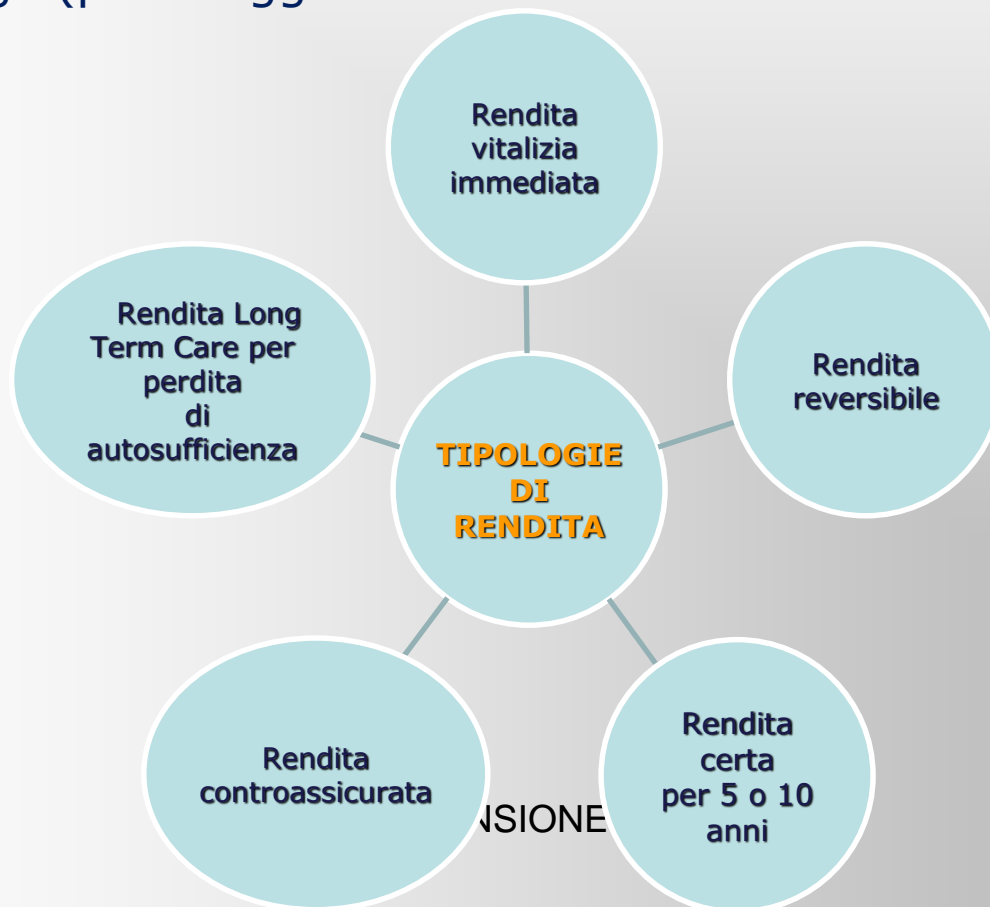 Rendita
vitalizia
immediata
Rendita Long
Term Care per
perdita
di
autosufficienza
Rendita
reversibile
TIPOLOGIE
DI
RENDITA
Rendita
controassicurata
Rendita
certa
per 5 o 10
anni
NSIONE